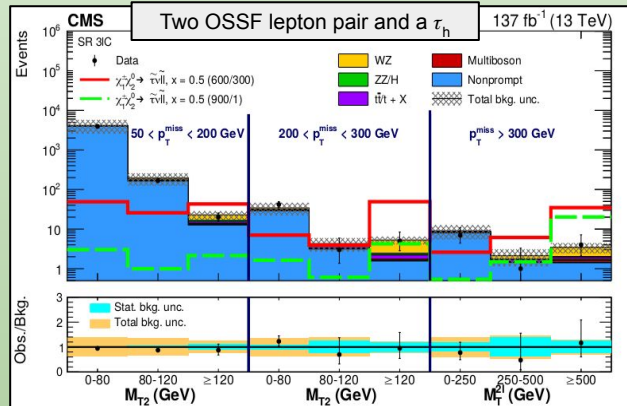 CMS
Two OSSF lepton pair and a τh
137 fb⁻¹ (13 TeV)
Events
SR 3lC
Data
χ̃₁±χ̃₂⁰→ τ̃ν̃ll, x = 0.5 (600/300)
χ̃₁±χ̃₂⁰→ τ̃ν̃ll, x = 0.5 (900/1)
WZ
ZZ/H
tt̄/t + X
Multiboson
Nonprompt
Total bkg. unc.
50 < pTmiss < 200 GeV
200 < pTmiss < 300 GeV
pTmiss > 300 GeV
10⁶
10⁵
10⁴
10³
10²
10
1
Obs./Bkg.
Stat. bkg. unc.
Total bkg. unc.
3
2
1
0
0-80 80-120 ≥120 0-80 80-120 ≥120 0-250 250-500 ≥500
MT2 (GeV) MT2 (GeV) MT2l (GeV)